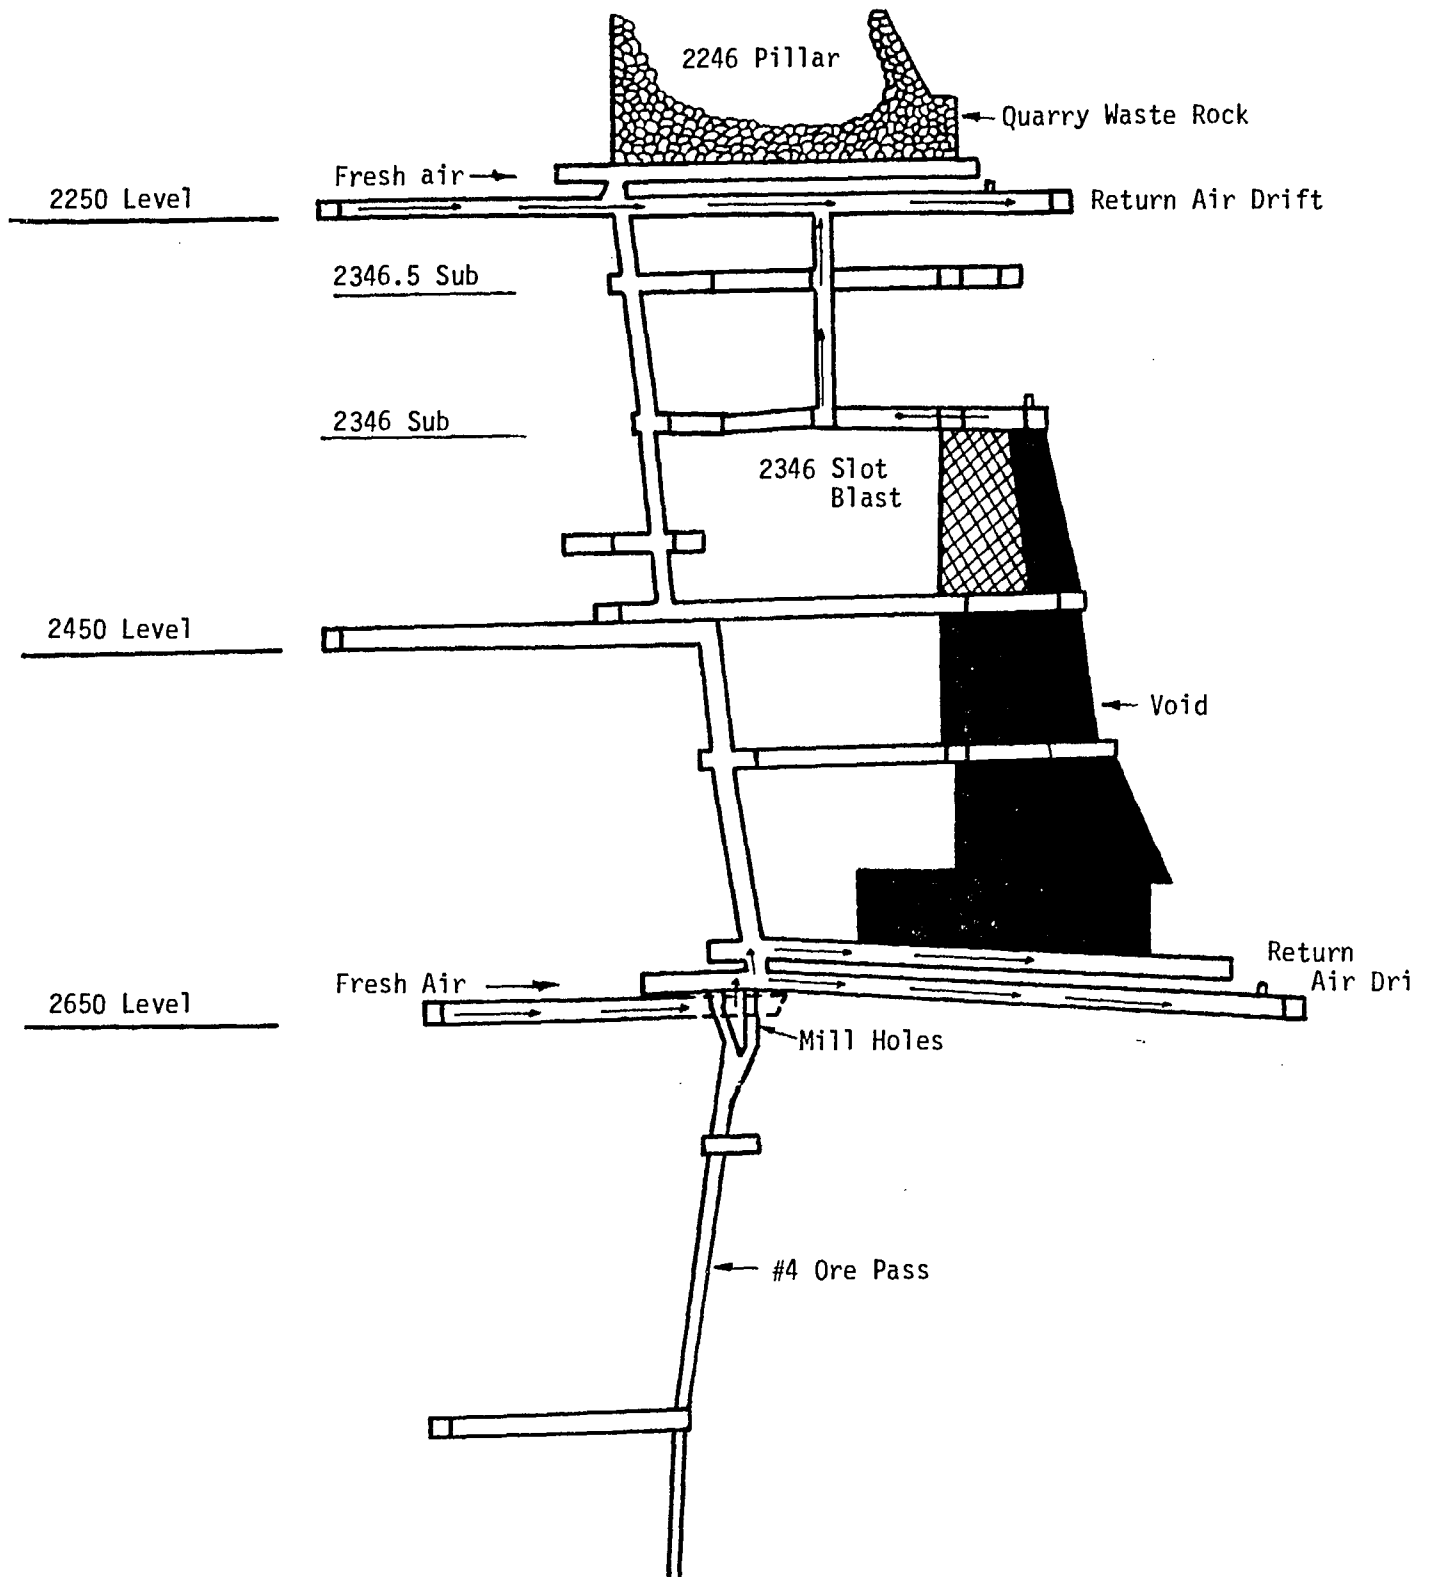 2246 Pillar
Quarry Waste Rock
Fresh air
2250 Level
Return Air Drift
2346.5 Sub
2346 Sub
2346 Slot
Blast
2450 Level
Void
Return
Air Dri
Fresh Air
2650 Level
Mill Holes
#4 Ore Pass